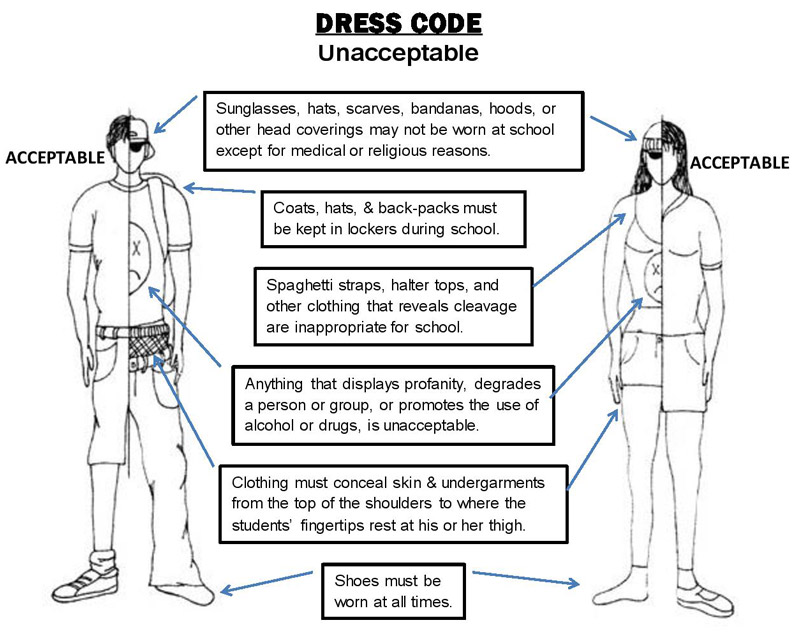 DRESS CODE
Unacceptable
Sunglasses, hats, scarves, bandanas, hoods, or
other head coverings may not be worn at school
except for medical or religious reasons.
ACCEPTABLE
ACCEPTABLE
Coats, hats, & back-packs must
be kept in lockers during school.
Spaghetti straps, halter tops, and
other clothing that reveals cleavage
are inappropriate for school.
Anything that displays profanity, degrades
a person or group, or promotes the use of
alcohol or drugs, is unacceptable.
Clothing must conceal skin & undergarments
from the top of the shoulders to where the
students’ fingertips rest at his or her thigh.
Shoes must be
worn at all times.